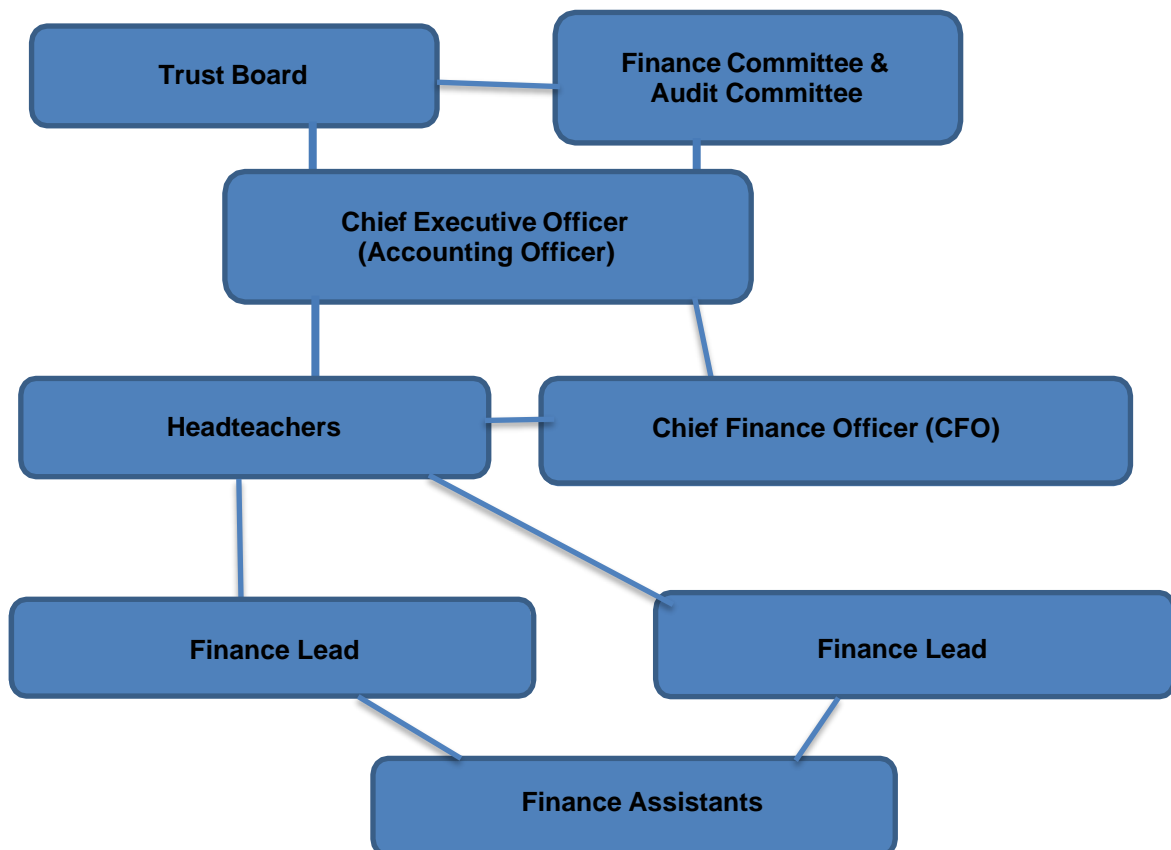 Trust Board
Finance Committee &
Audit Committee
Chief Executive Officer
(Accounting Officer)
Headteachers
Chief Finance Officer (CFO)
Finance Lead
Finance Lead
Finance Assistants